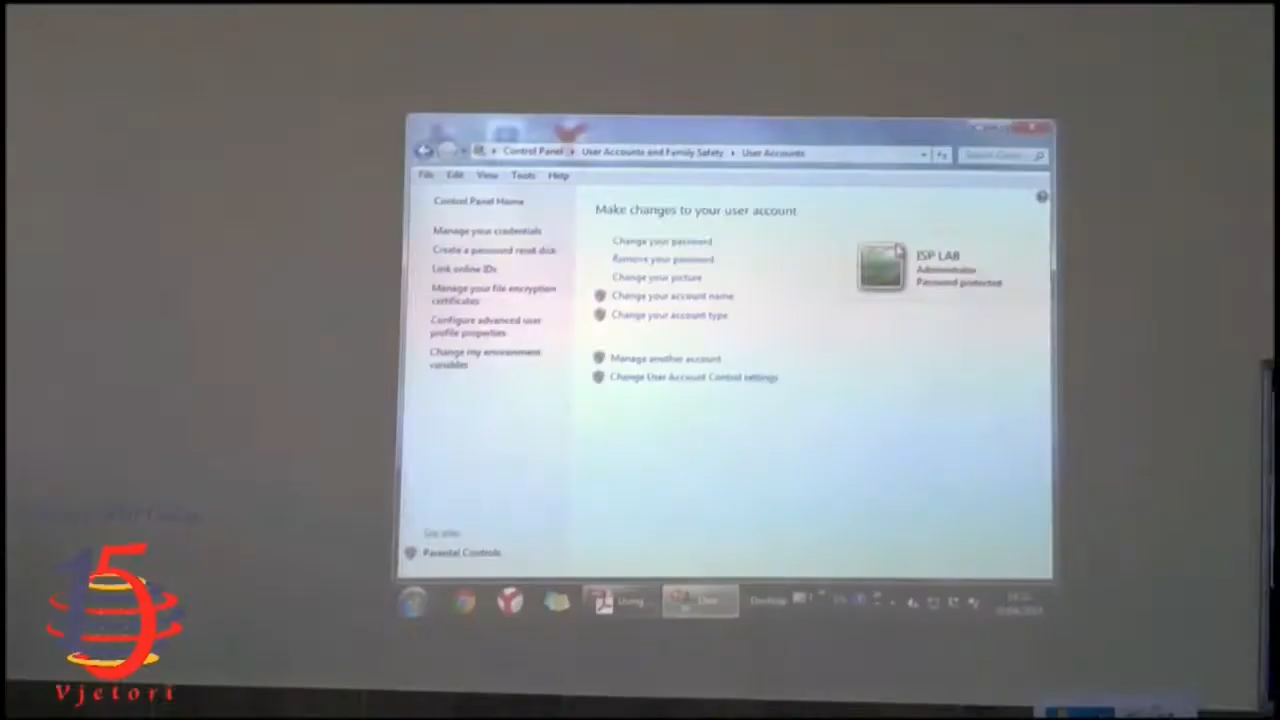 Control Panel User Accounts and Family Safety User Accounts
File Edit View Tools Help
Control Panel Home
Manage your credentials
Create a password reset disk
Link online IDs
Manage your file encryption
certificates
Configure advanced user
profile properties
Change my environment
variables
See also
Parental Controls
Make changes to your user account
Change your password
Remove your password
Change your picture
Change your account name
Change your account type
Manage another account
Change User Account Control settings
ISP LAB
Administrator
Password protected
Using
User
Desktop
15
Vjetori